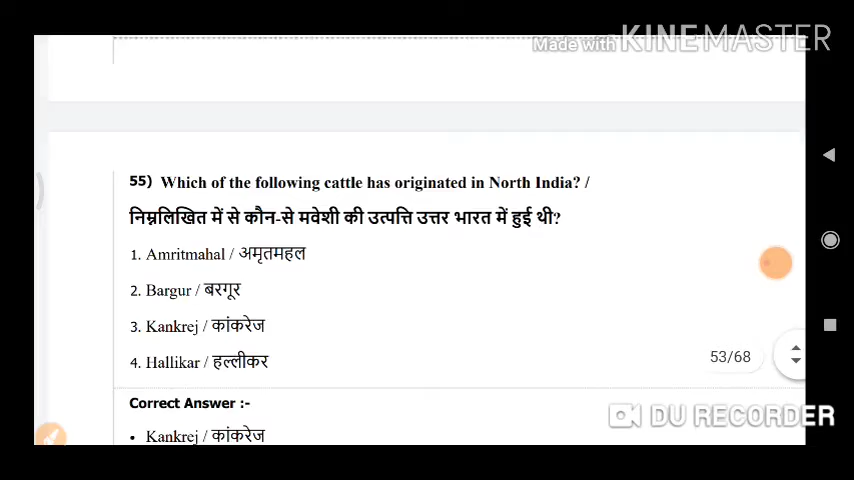 Made with KINEMASTER
55) Which of the following cattle has originated in North India? /
निम्नलिखित में से कौन-से मवेशी की उत्पत्ति उत्तर भारत में हुई थी?
1. Amritmahal / अमृतमहल
2. Bargur / बरगूर
3. Kankrej / कांकरेज
4. Hallikar / हल्लीकर
53/68
Correct Answer :-
DU RECORDER
• Kankrej / कांकरेज